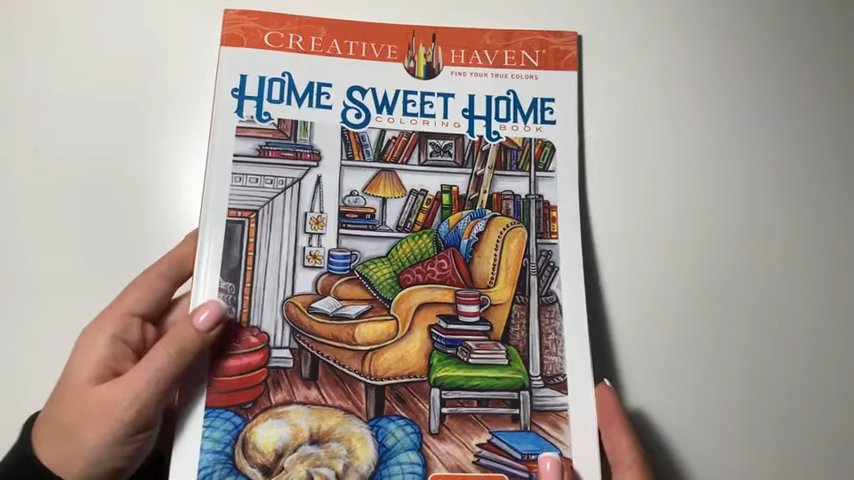 CREATIVE HAVEN®
FIND YOUR TRUE COLORS
HOME SWEET HOME
COLORING BOOK